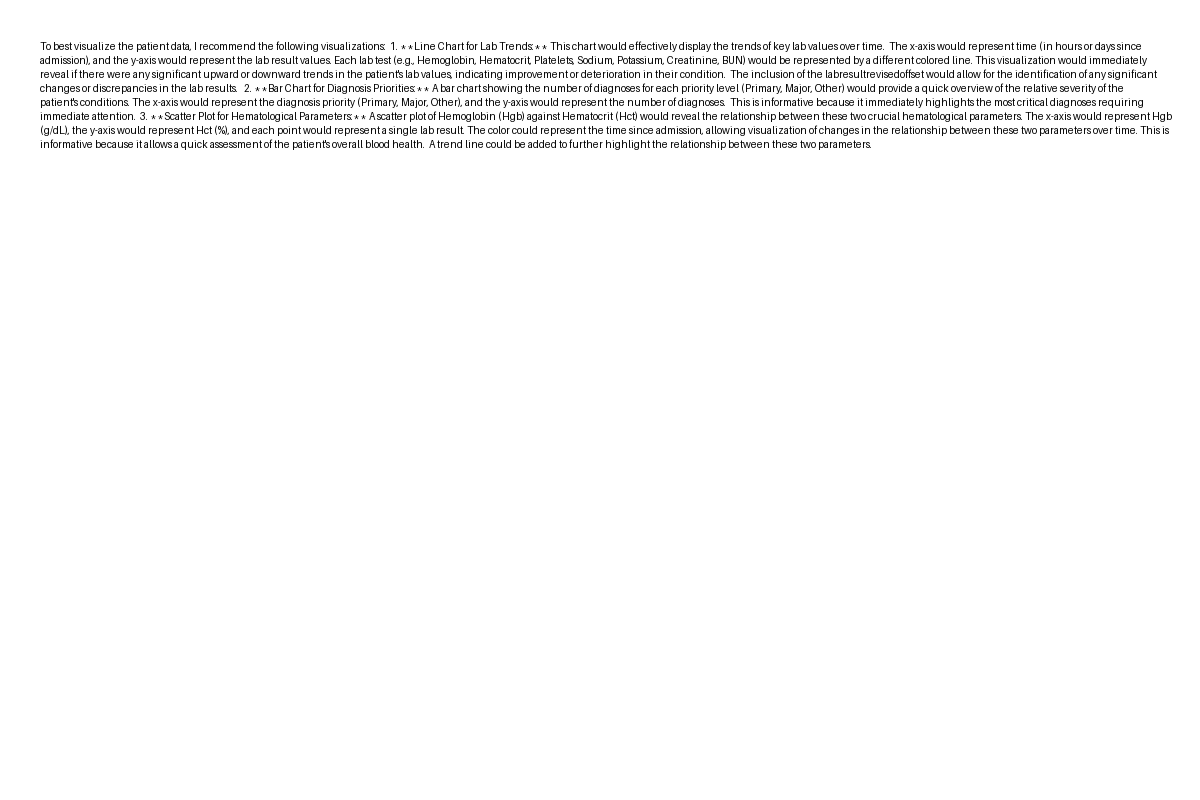 To best visualize the patient data, I recommend the following visualizations:  1. **Line Chart for Lab Trends:** This chart would effectively display the trends of key lab values over time.  The x-axis would represent time (in hours or days since
admission), and the y-axis would represent the lab result values. Each lab test (e.g., Hemoglobin, Hematocrit, Platelets, Sodium, Potassium, Creatinine, BUN) would be represented by a different colored line. This visualization would immediately
reveal if there were any significant upward or downward trends in the patient's lab values, indicating improvement or deterioration in their condition.  The inclusion of the labresultrevisedoffset would allow for the identification of any significant
changes or discrepancies in the lab results.  2. **Bar Chart for Diagnosis Priorities:** A bar chart showing the number of diagnoses for each priority level (Primary, Major, Other) would provide a quick overview of the relative severity of the
patient's conditions. The x-axis would represent the diagnosis priority (Primary, Major, Other), and the y-axis would represent the number of diagnoses.  This is informative because it immediately highlights the most critical diagnoses requiring
immediate attention.  3. **Scatter Plot for Hematological Parameters:** A scatter plot of Hemoglobin (Hgb) against Hematocrit (Hct) would reveal the relationship between these two crucial hematological parameters. The x-axis would represent Hgb
(g/dL), the y-axis would represent Hct (%), and each point would represent a single lab result. The color could represent the time since admission, allowing visualization of changes in the relationship between these two parameters over time. This is
informative because it allows a quick assessment of the patient's overall blood health.  A trend line could be added to further highlight the relationship between these two parameters.